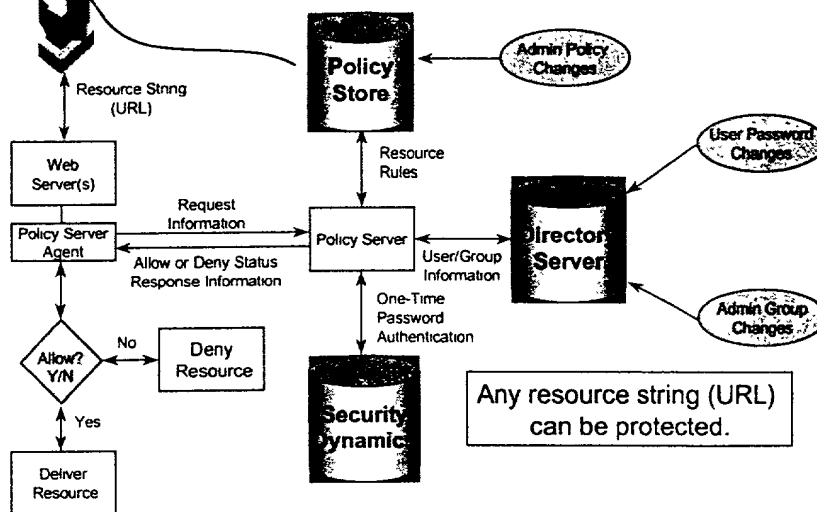 Policy
Store
Admin Policy
Changes
Resource String
(URL)
Resource
Rules
User Password
Changes
Web
Server(s)
Request
Information
Policy Server
Agent
Policy Server
Allow or Deny Status
Response Information
User/Group
Information
Director
Server
One-Time
Password
Authentication
Admin Group
Changes
Allow?
Y/N
No
Deny
Resource
Yes
Security
Dynamic
Any resource string (URL)
can be protected.
Deliver
Resource